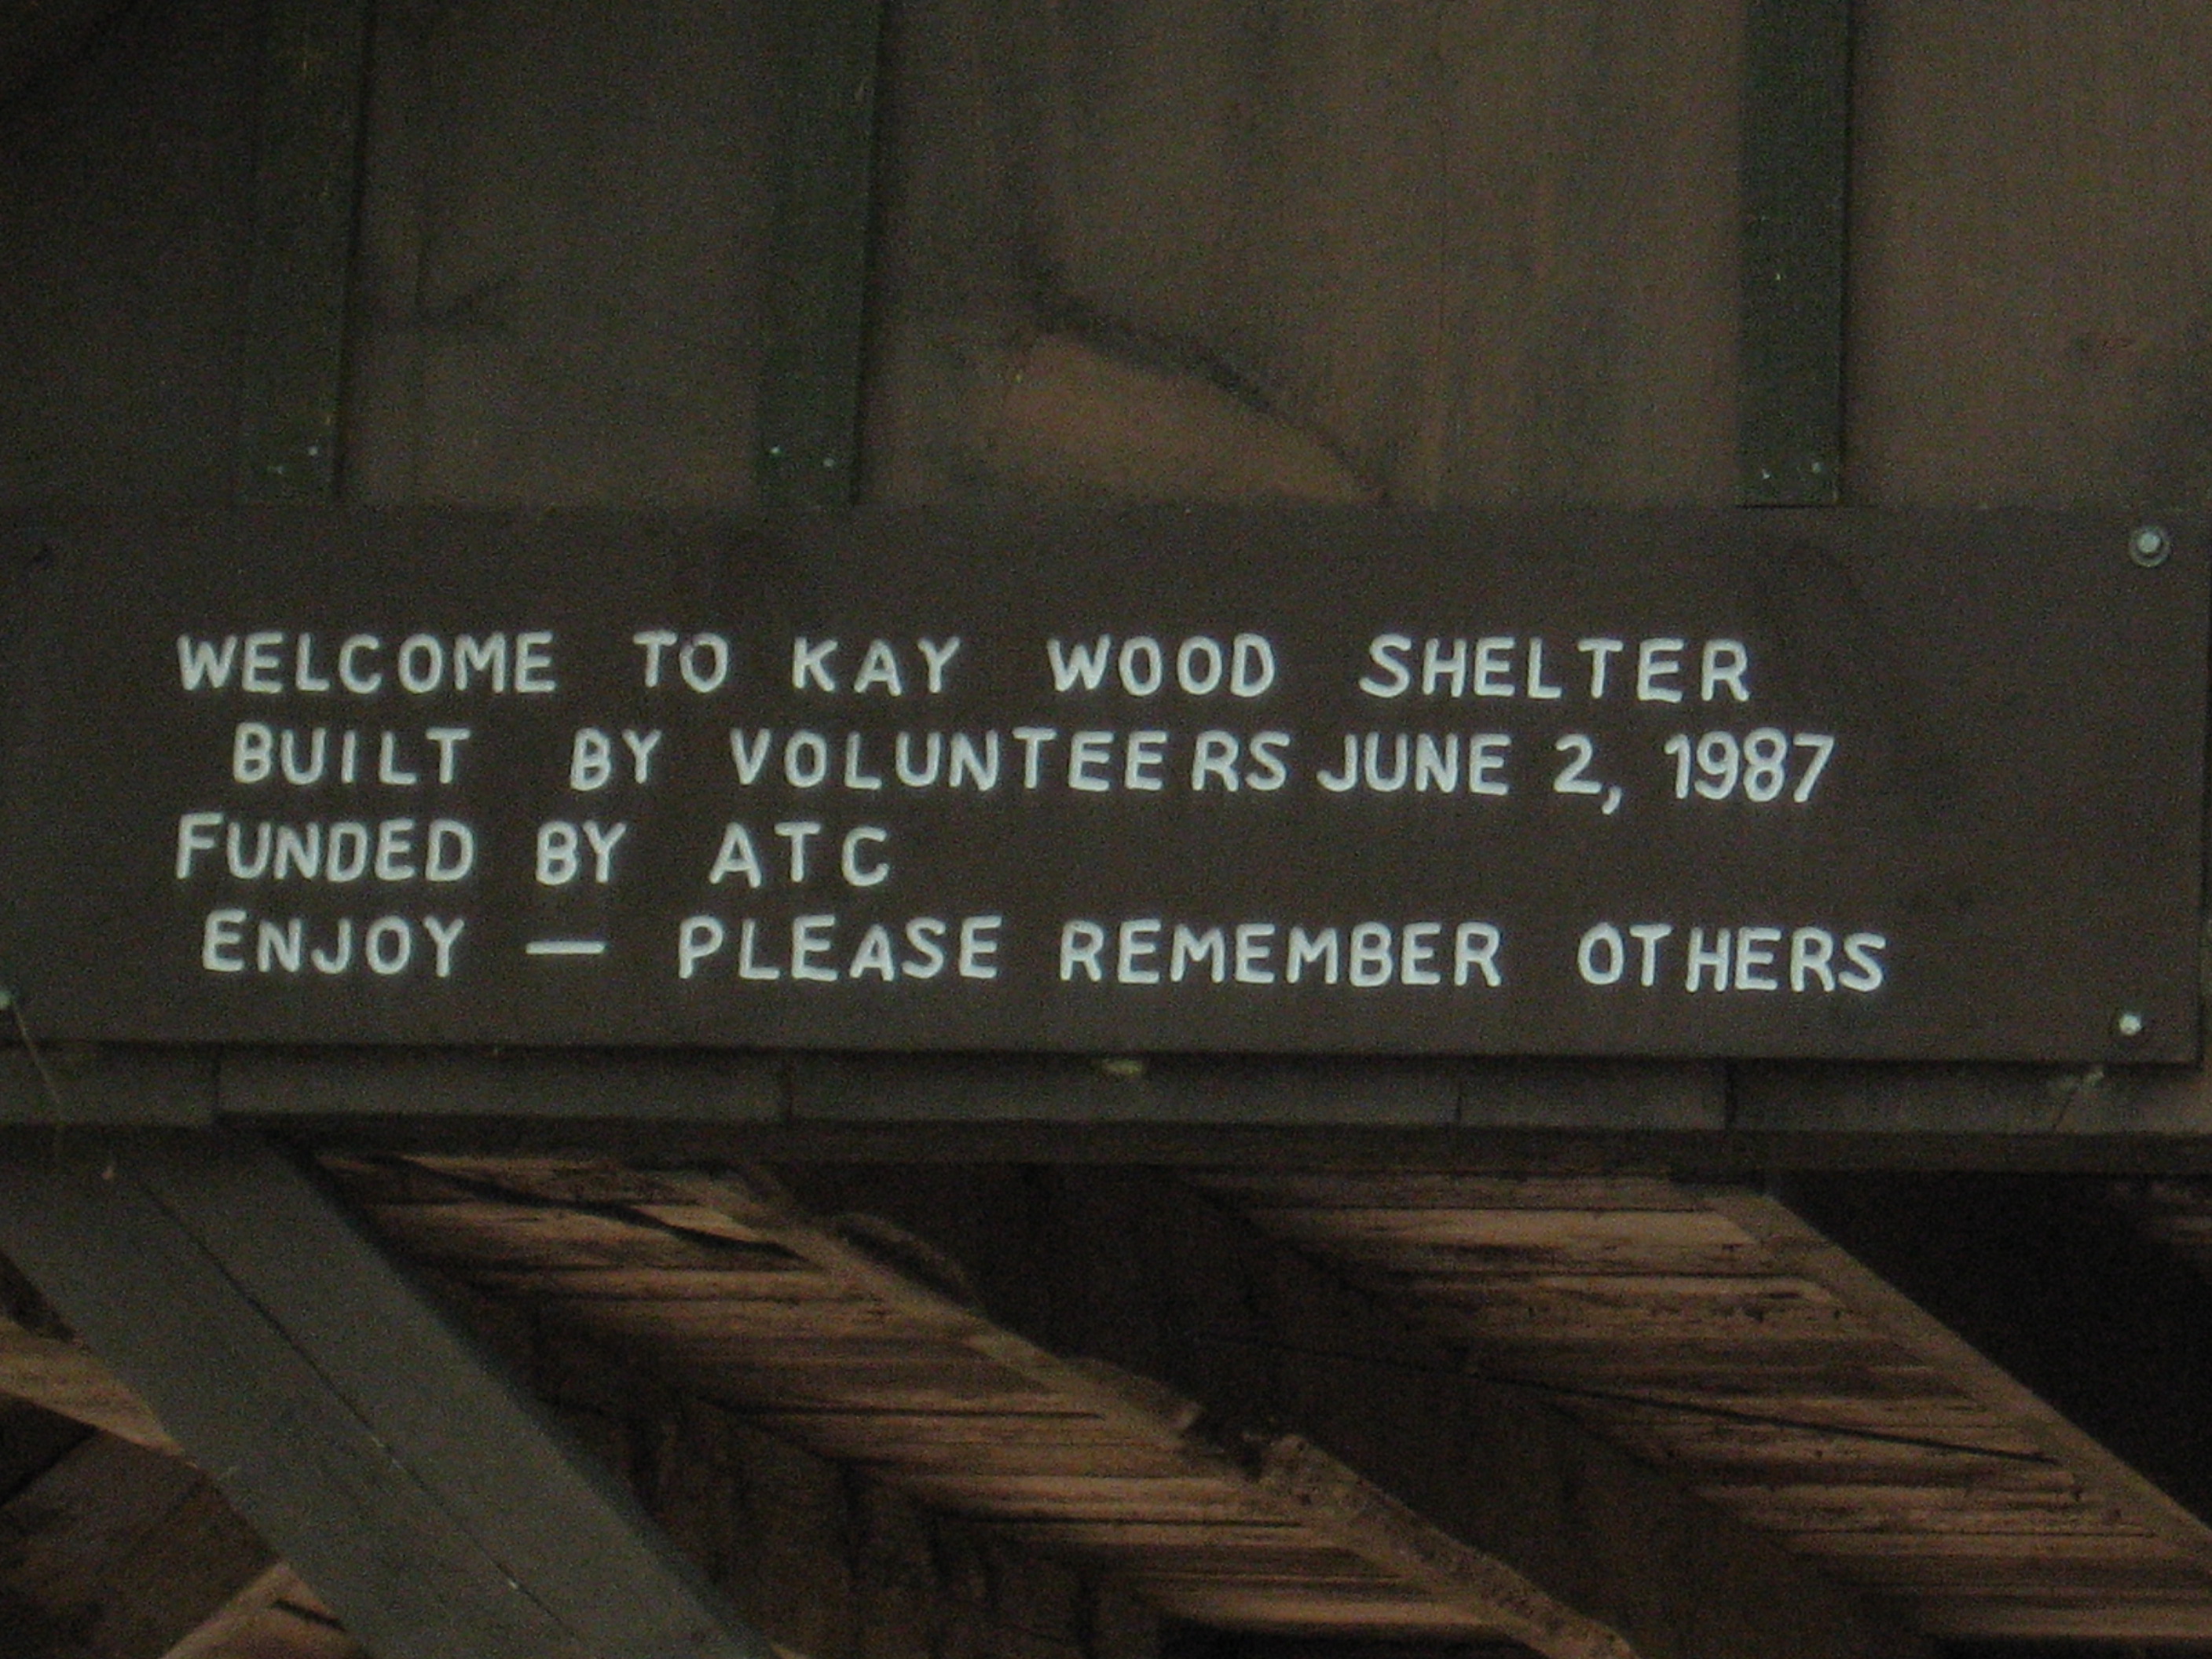 WELCOME TO KAY WOOD SHELTER
BUILT BY VOLUNTEERS JUNE 2, 1987
FUNDED BY ATC
ENJOY — PLEASE REMEMBER OTHERS